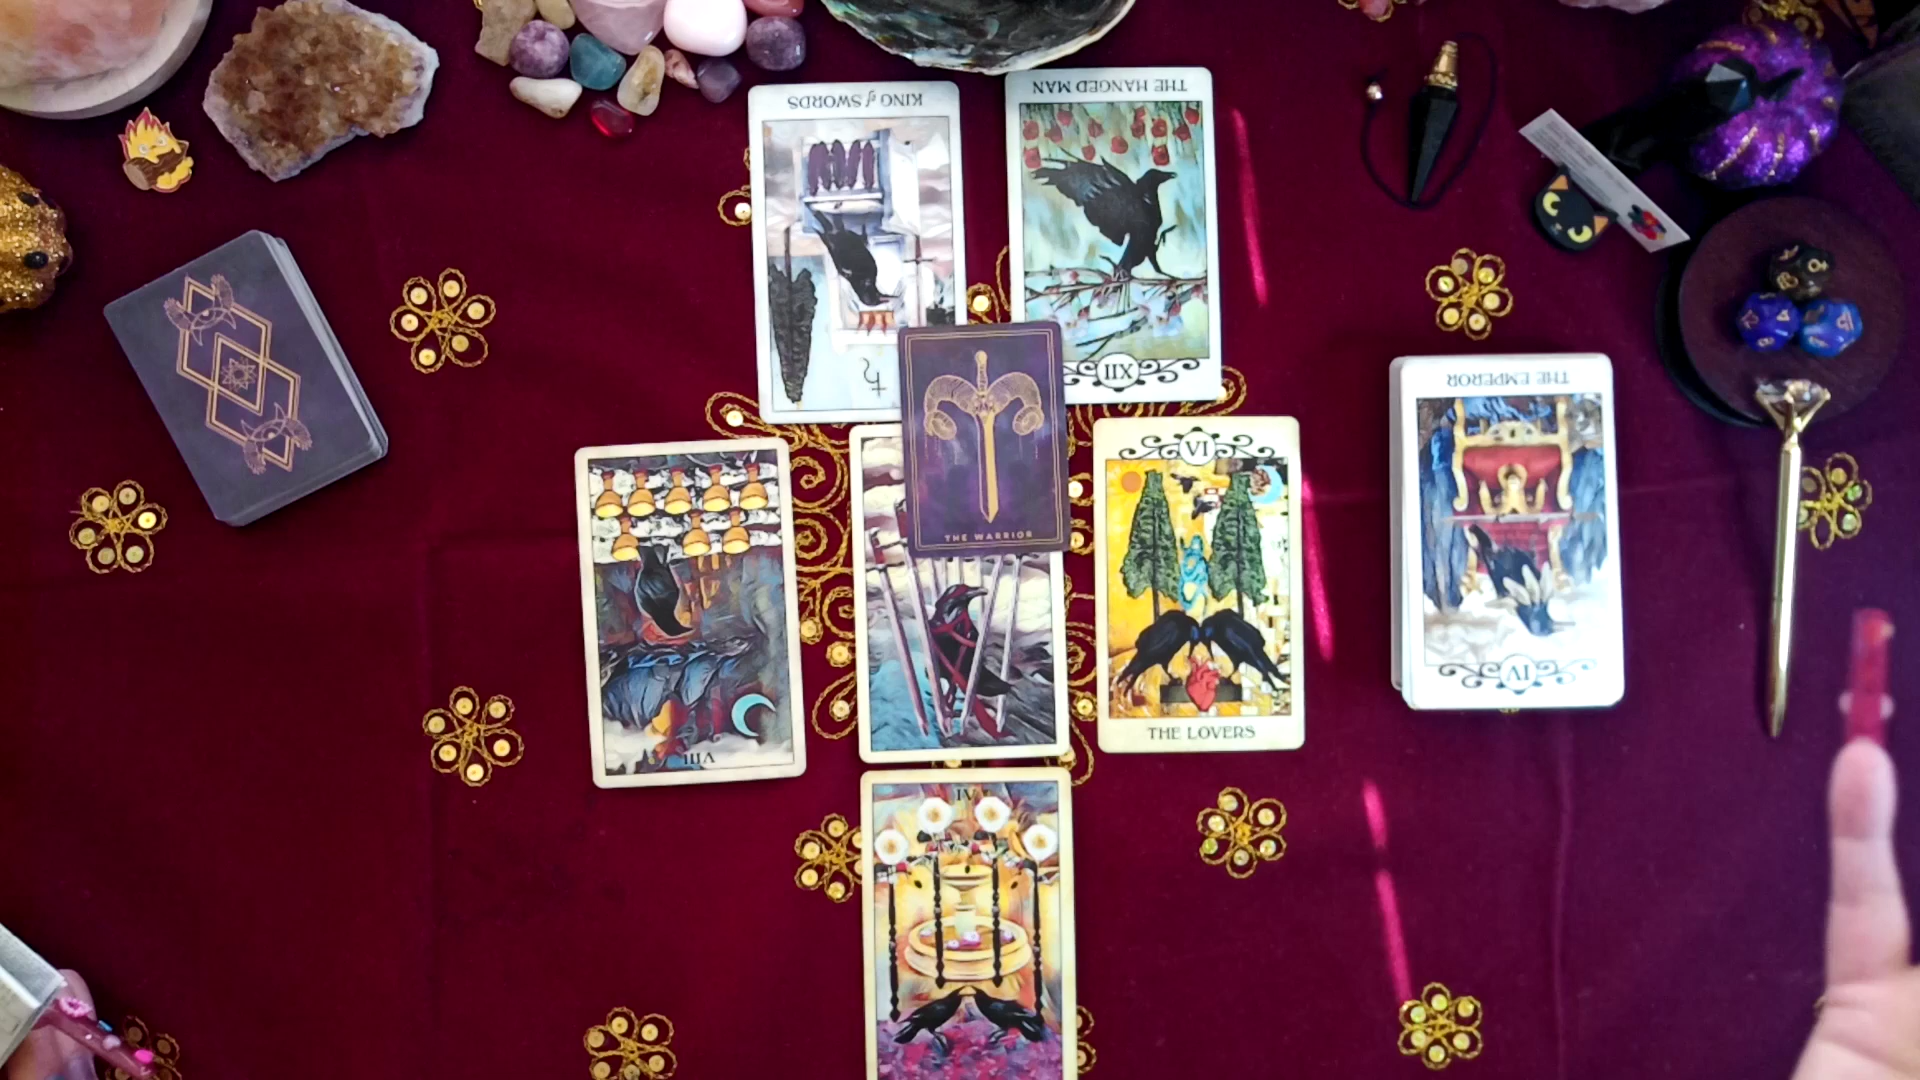 KING of SWORDS
THE HANGED MAN
XII
THE WARRIOR
VI
THE LOVERS
VIII
IV
THE EMPEROR
IV